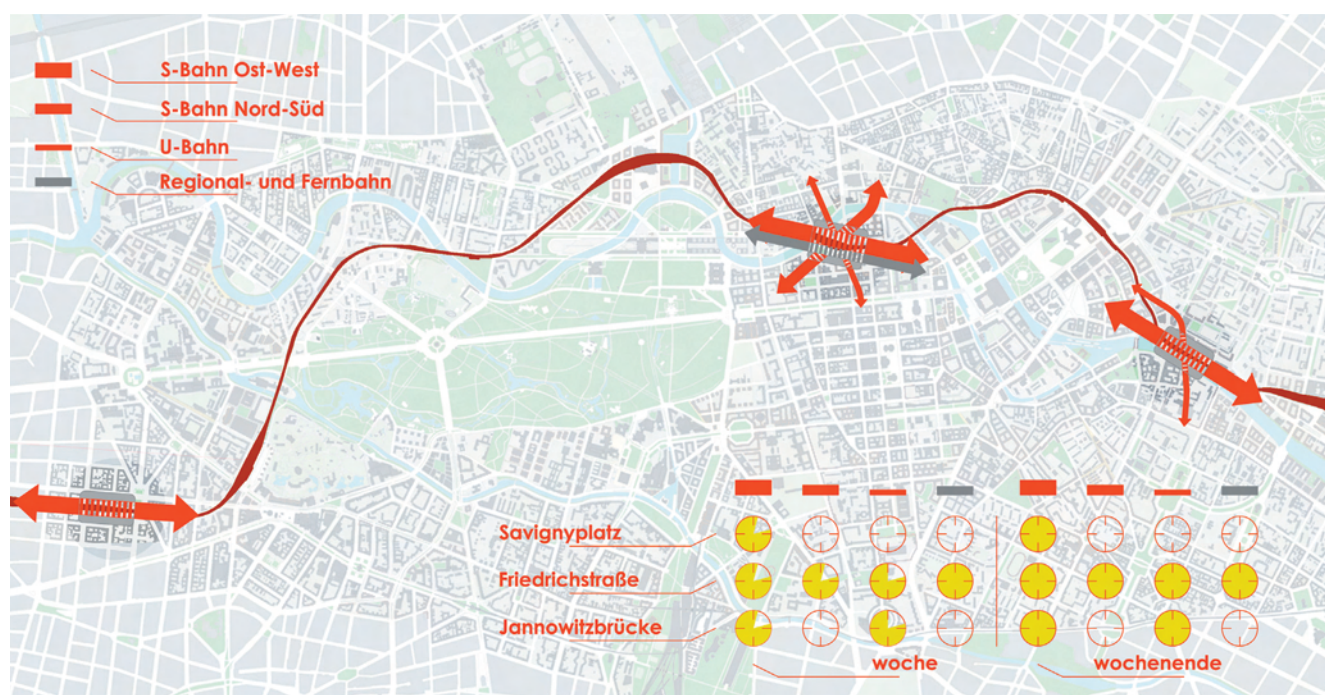 S-Bahn Ost-West
S-Bahn Nord-Süd
U-Bahn
Regional- und Fernbahn
Savignyplatz
Friedrichstraße
Jannowitzbrücke
woche
wochenende